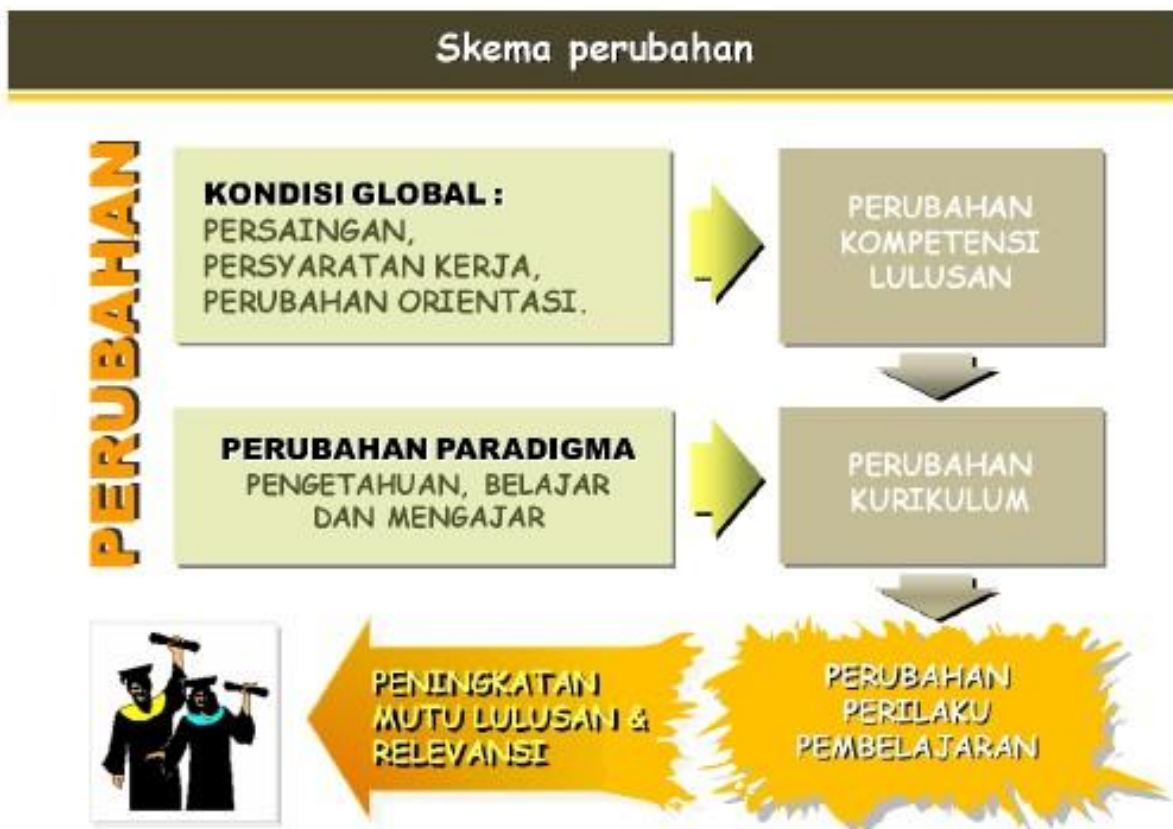 Skema perubahan
PERUBAHAN
KONDISI GLOBAL :
PERSAINGAN,
PERSYARATAN KERJA,
PERUBAHAN ORIENTASI.
PERUBAHAN
KOMPETENSI
LULUSAN
PERUBAHAN PARADIGMA
PENGETAHUAN, BELAJAR
DAN MENGAJAR
PERUBAHAN
KURIKULUM
PERUBAHAN
PERILAKU
PEMBELAJARAN
PENINGKATAN
MUTU LULUSAN &
RELEVANSI